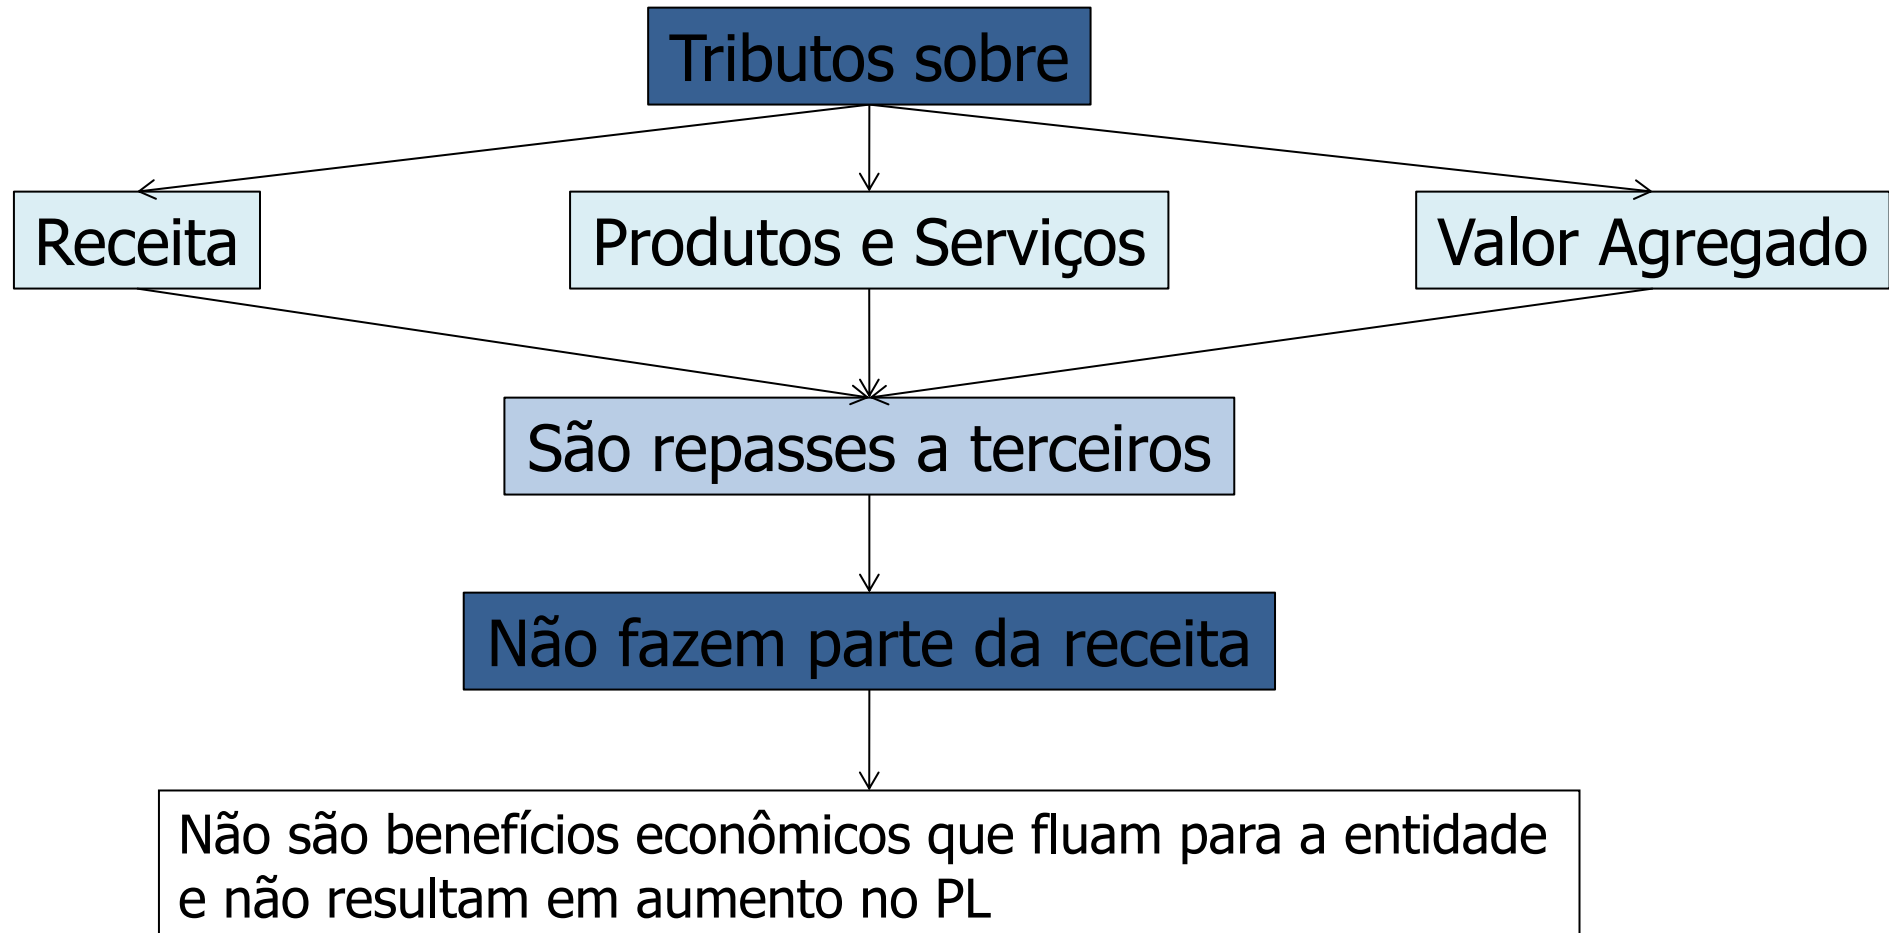 Tributos sobre
Receita
Produtos e Serviços
Valor Agregado
São repasses a terceiros
Não fazem parte da receita
Não são benefícios econômicos que fluam para a entidade
e não resultam em aumento no PL